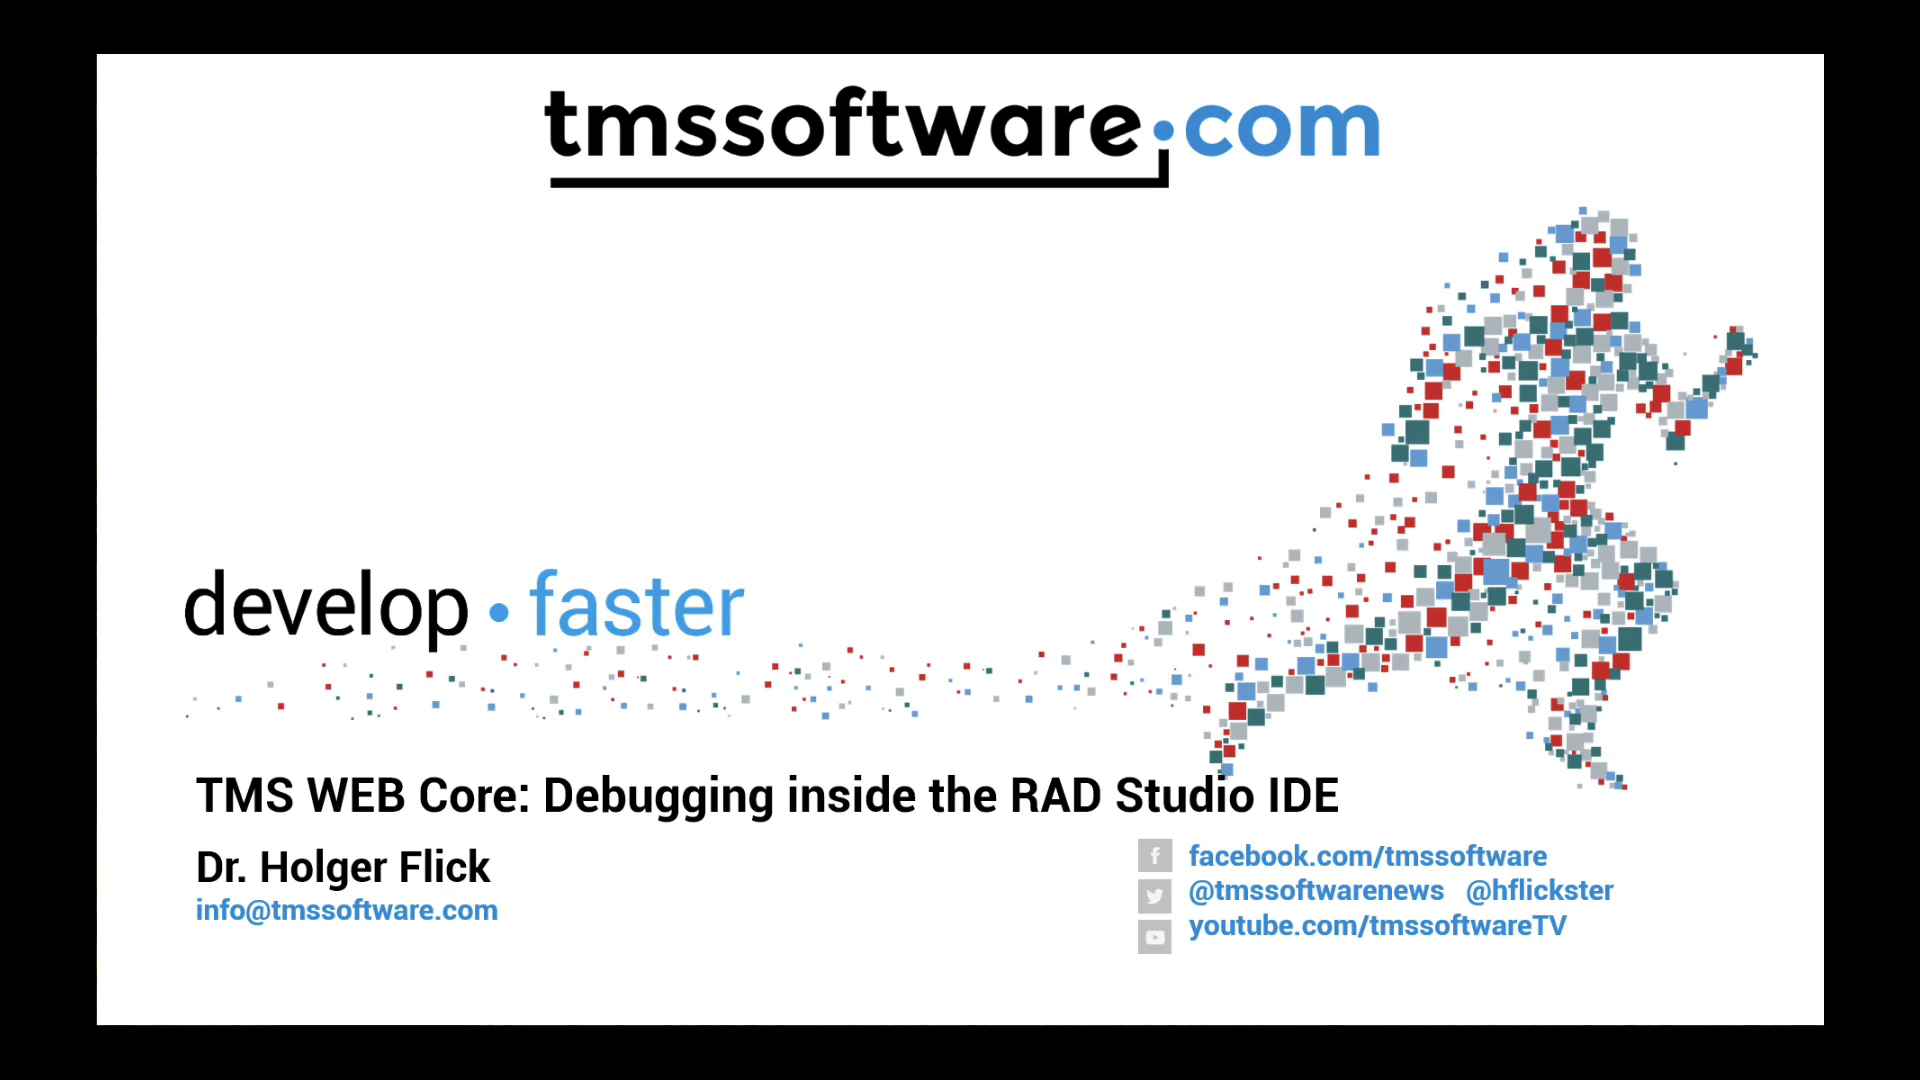 tmssoftware.com
develop • faster
TMS WEB Core: Debugging inside the RAD Studio IDE
Dr. Holger Flick
info@tmssoftware.com
facebook.com/tmssoftware
@tmssoftwarenews @hflickster
youtube.com/tmssoftwareTV